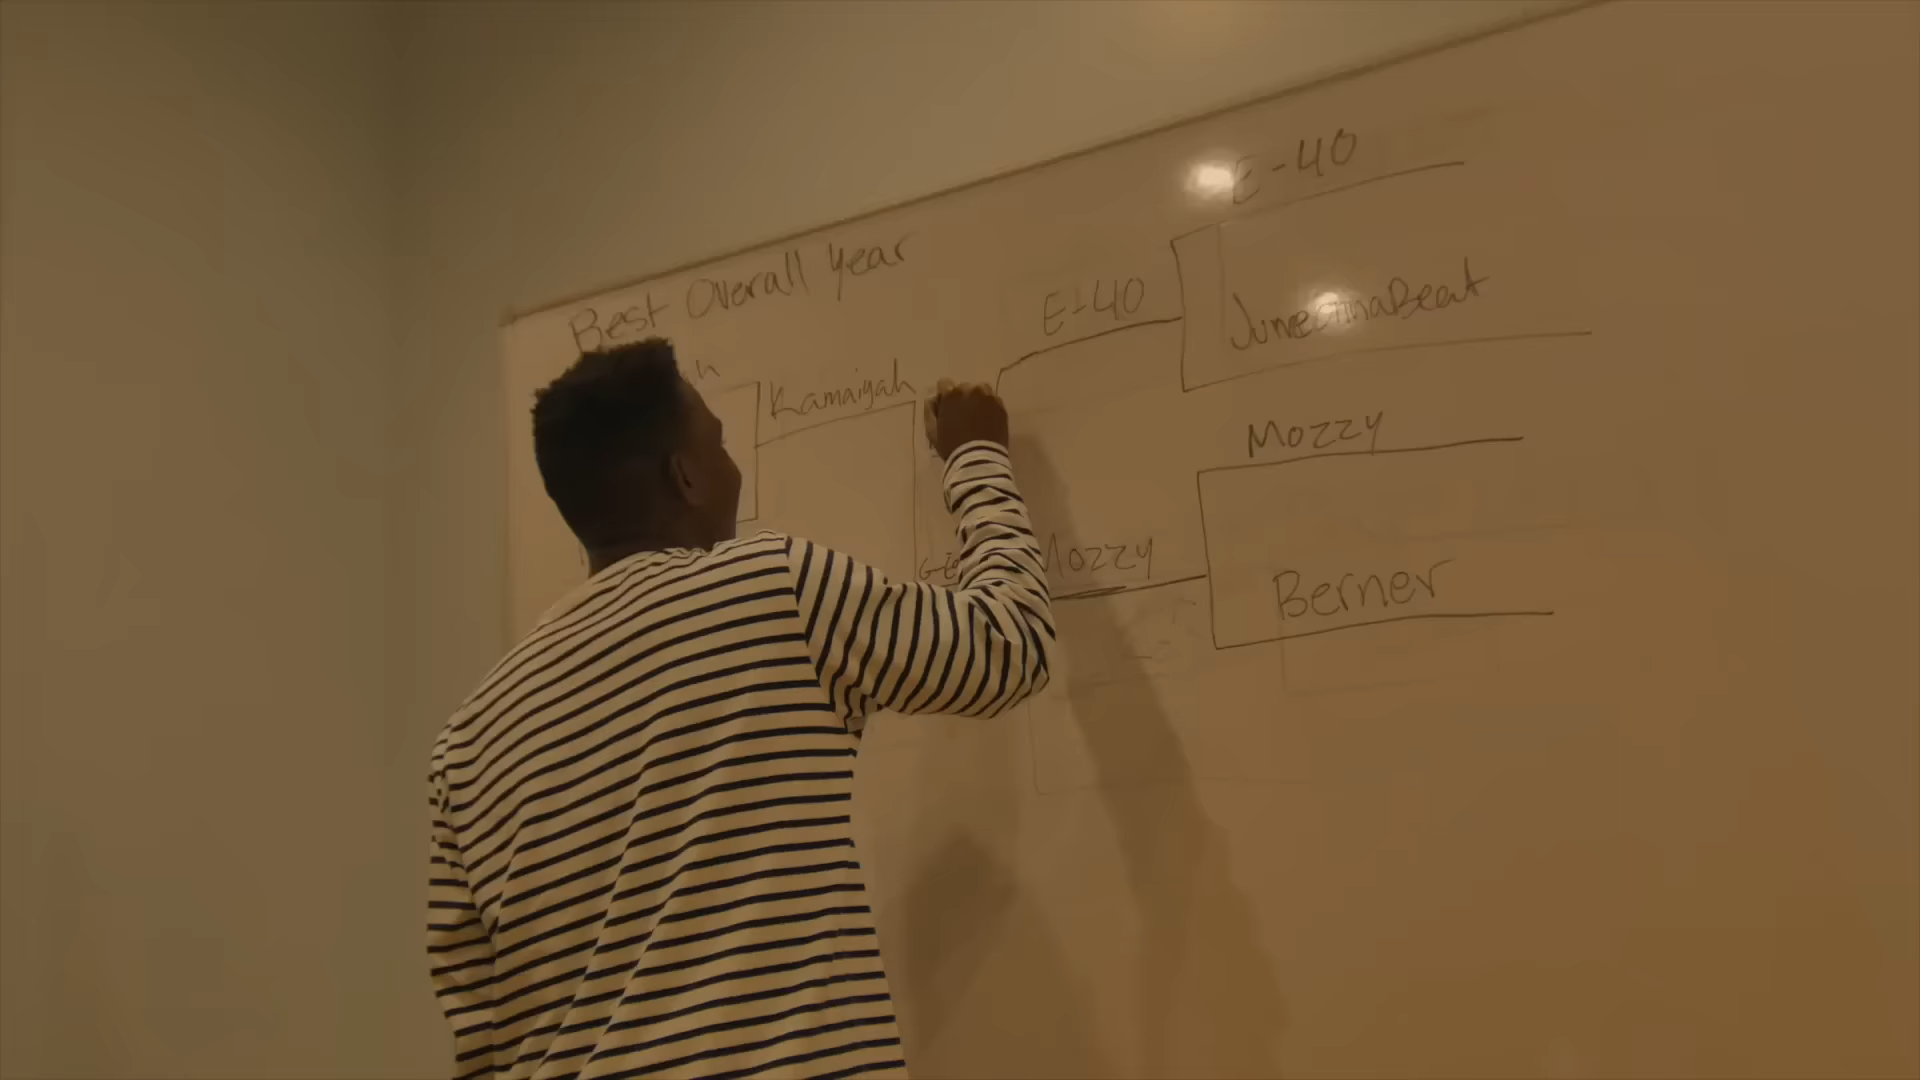 Best Overall Year
E-40
E-40
JuneOnnaBeat
Kamaiyah
Mozzy
Mozzy
Berner